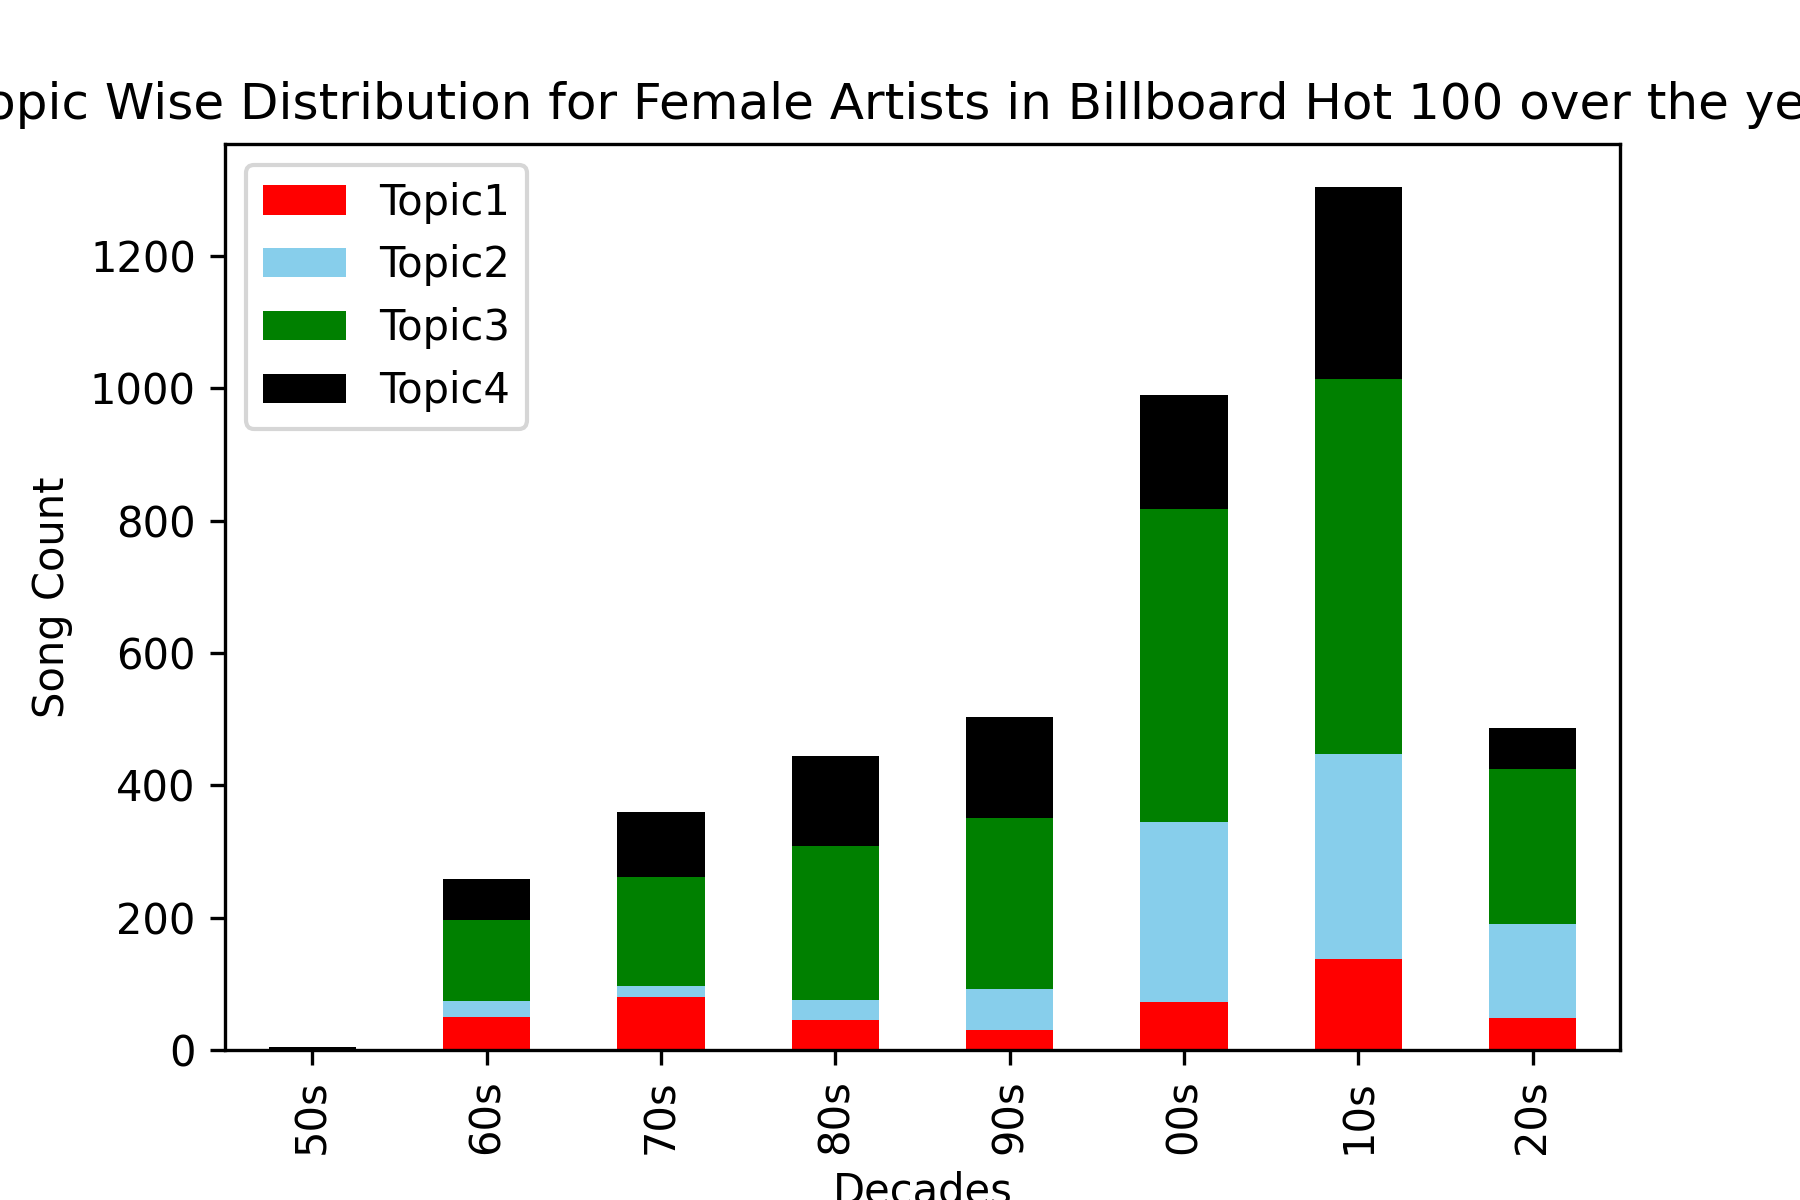 opic Wise Distribution for Female Artists in Billboard Hot 100 over the ye
Topic1
Topic2
Topic3
Topic4
1200
1000
800
600
400
200
0
Song Count
50s
60s
70s
80s
90s
00s
10s
20s
Decades